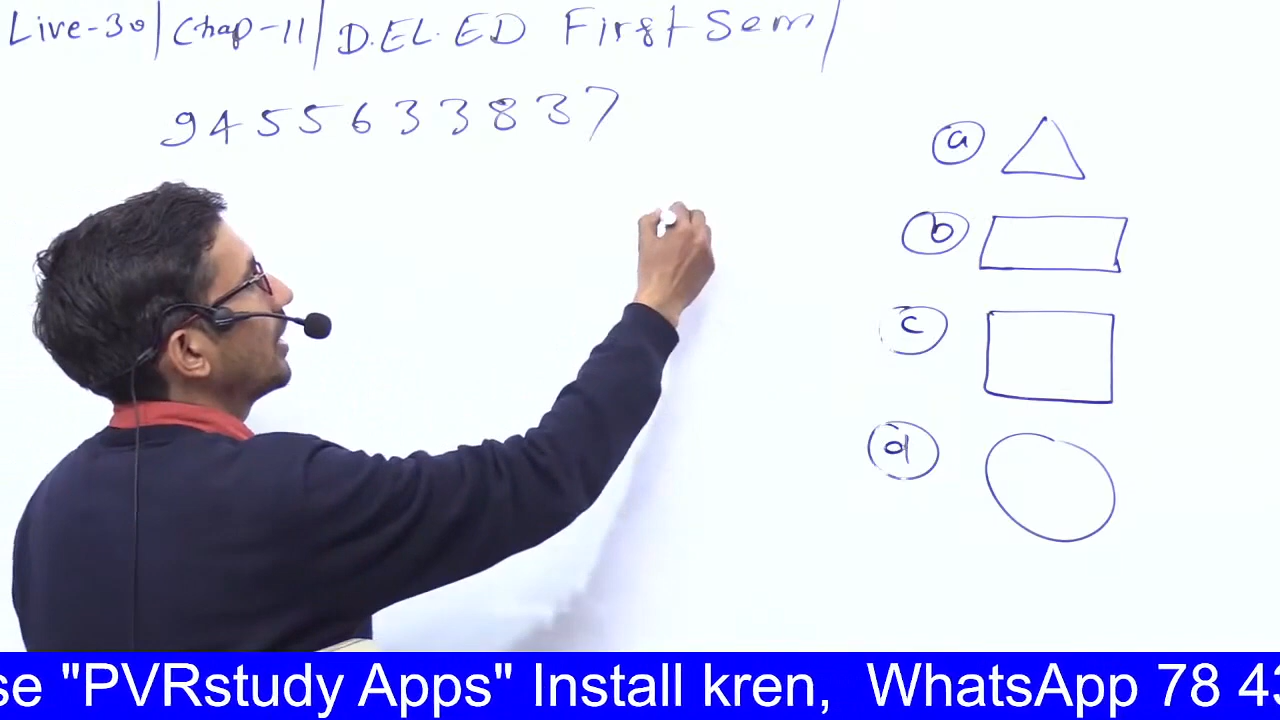 Live-30/Chap-11/D.EL.ED First Sem/
9455633837
a
b
c
d
se "PVRstudy Apps" Install kren, WhatsApp 78 43